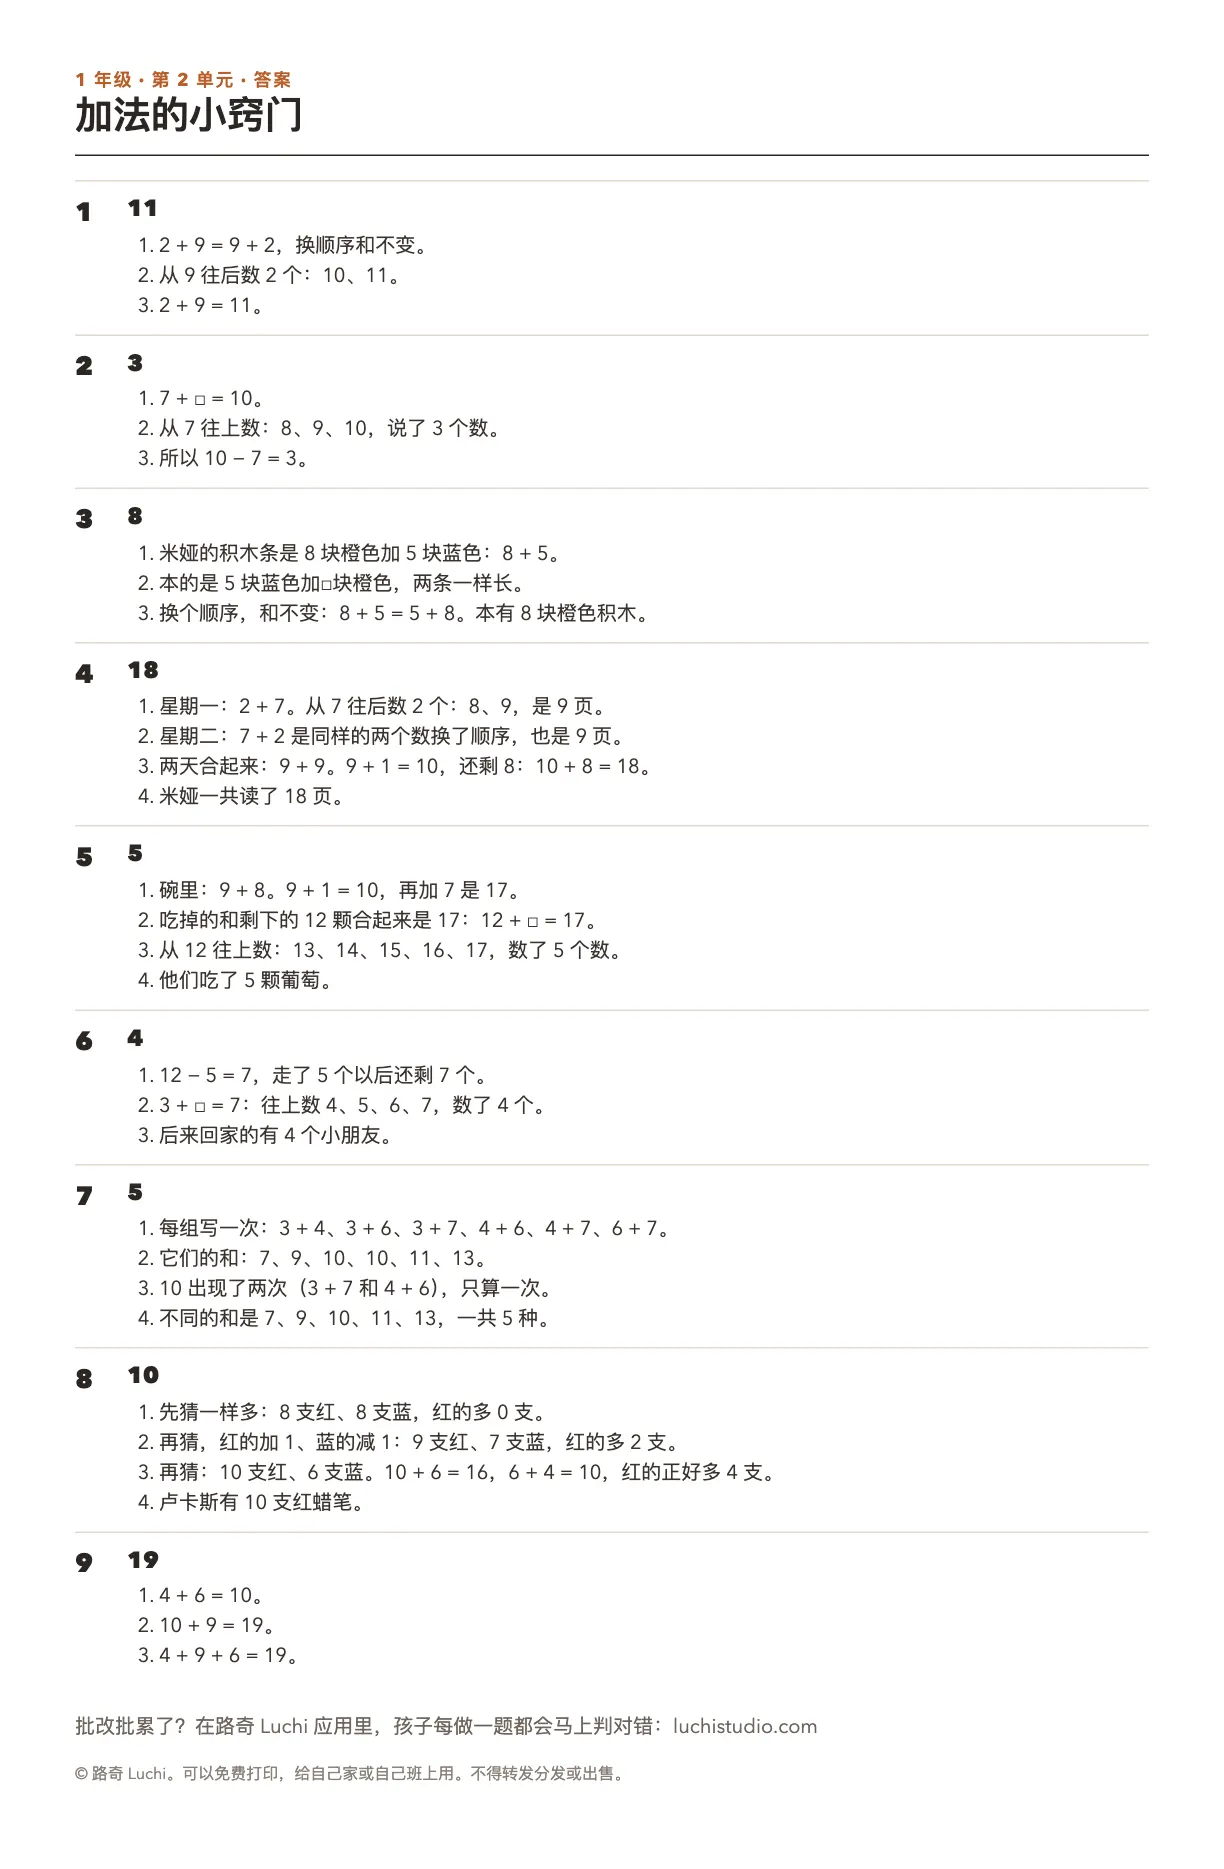 1 年级 · 第 2 单元 · 答案
加法的小窍门
1 11
1. 2 + 9 = 9 + 2，换顺序和不变。
2. 从 9 往后数 2 个：10、11。
3. 2 + 9 = 11。
2 3
1. 7 + □ = 10。
2. 从 7 往上数：8、9、10，说了 3 个数。
3. 所以 10 − 7 = 3。
3 8
1. 米娅的积木条是 8 块橙色加 5 块蓝色：8 + 5。
2. 本的是 5 块蓝色加□块橙色，两条一样长。
3. 换个顺序，和不变：8 + 5 = 5 + 8。本有 8 块橙色积木。
4 18
1. 星期一：2 + 7。从 7 往后数 2 个：8、9，是 9 页。
2. 星期二：7 + 2 是同样的两个数换了顺序，也是 9 页。
3. 两天合起来：9 + 9。9 + 1 = 10，还剩 8：10 + 8 = 18。
4. 米娅一共读了 18 页。
5 5
1. 碗里：9 + 8。9 + 1 = 10，再加 7 是 17。
2. 吃掉的和剩下的 12 颗合起来是 17：12 + □ = 17。
3. 从 12 往上数：13、14、15、16、17，数了 5 个数。
4. 他们吃了 5 颗葡萄。
6 4
1. 12 − 5 = 7，走了 5 个以后还剩 7 个。
2. 3 + □ = 7：往上数 4、5、6、7，数了 4 个。
3. 后来回家的有 4 个小朋友。
7 5
1. 每组写一次：3 + 4、3 + 6、3 + 7、4 + 6、4 + 7、6 + 7。
2. 它们的和：7、9、10、10、11、13。
3. 10 出现了两次（3 + 7 和 4 + 6），只算一次。
4. 不同的和是 7、9、10、11、13，一共 5 种。
8 10
1. 先猜一样多：8 支红、8 支蓝，红的多 0 支。
2. 再猜，红的加 1、蓝的减 1：9 支红、7 支蓝，红的多 2 支。
3. 再猜：10 支红、6 支蓝。10 + 6 = 16，6 + 4 = 10，红的正好多 4 支。
4. 卢卡斯有 10 支红蜡笔。
9 19
1. 4 + 6 = 10。
2. 10 + 9 = 19。
3. 4 + 9 + 6 = 19。
批改批累了？在路奇 Luchi 应用里，孩子每做一题都会马上判对错：luchistudio.com
© 路奇 Luchi。可以免费打印，给自己家或自己班上用。不得转发分发或出售。